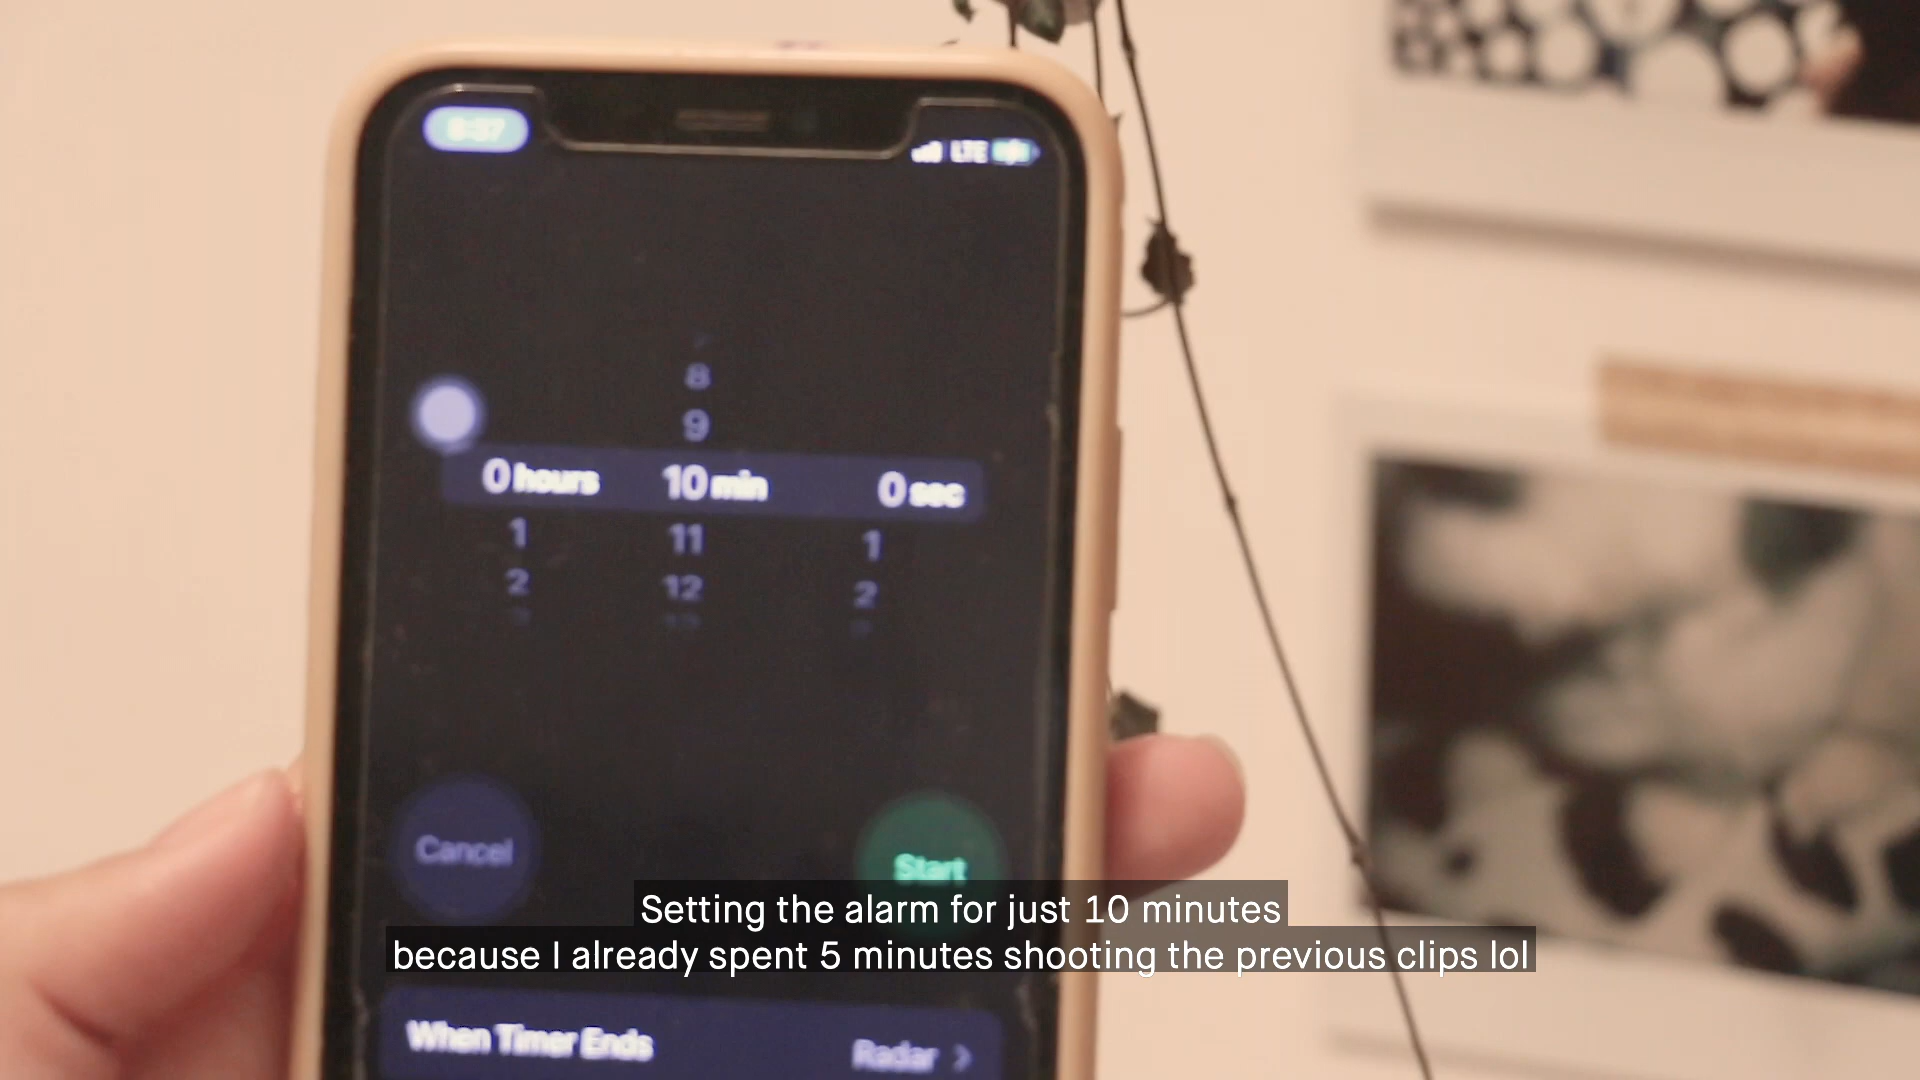 LTE
8
9
0 hours 10 min 0 sec
1 11 1
2 12 2
Cancel Start
Setting the alarm for just 10 minutes
because I already spent 5 minutes shooting the previous clips lol
When Timer Ends Radar >